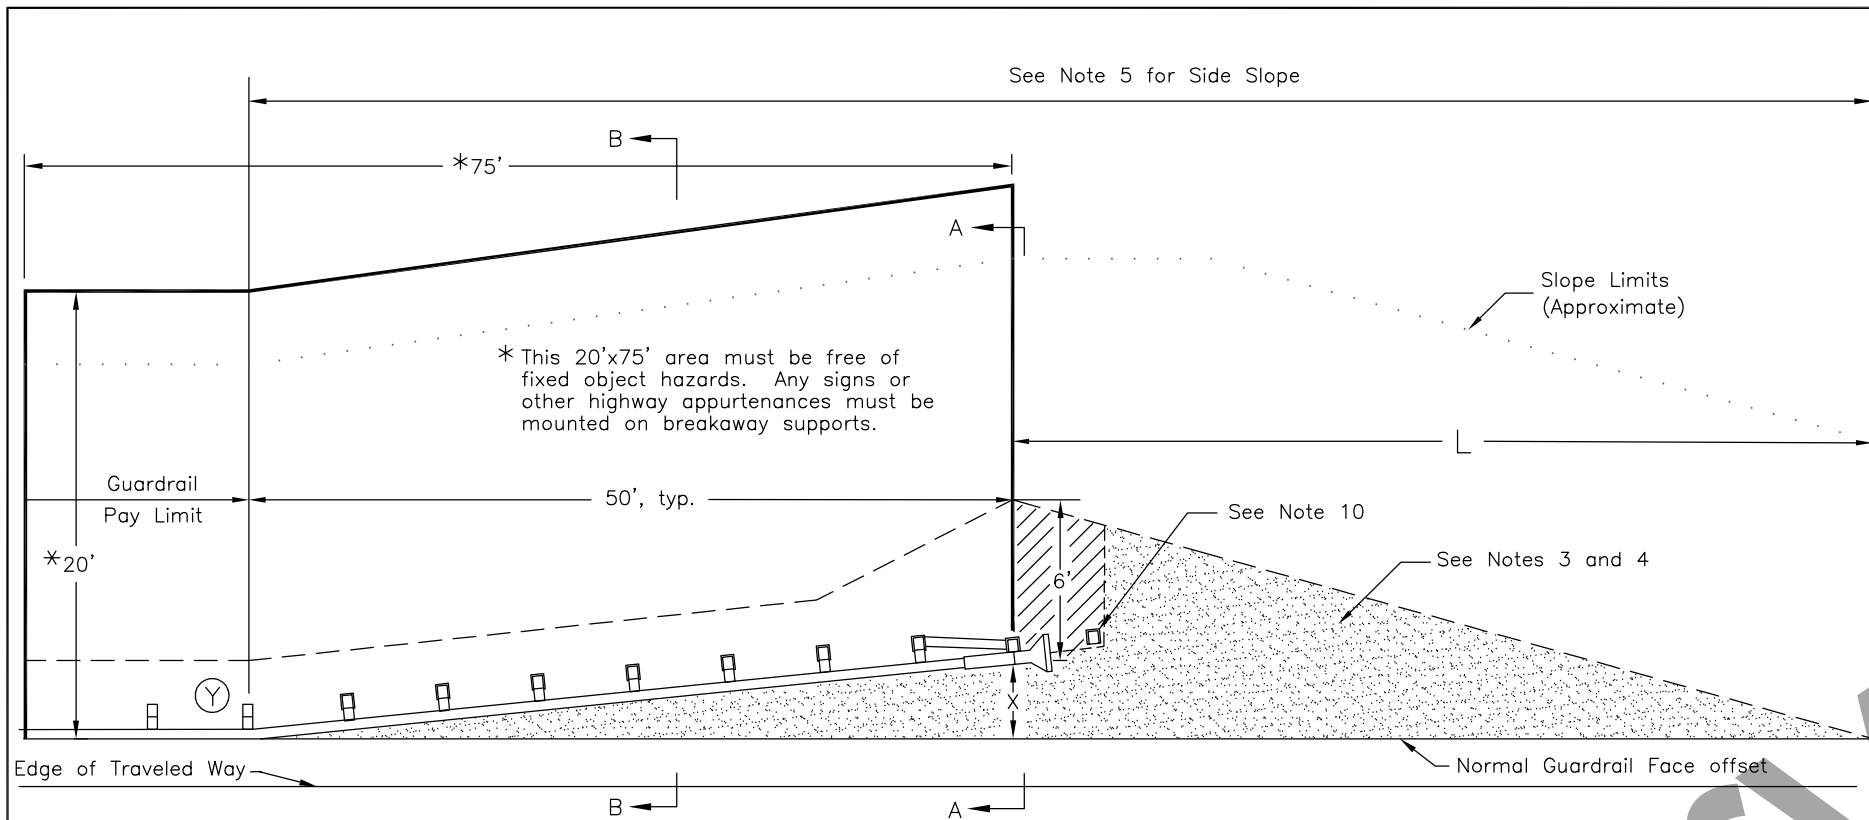 See Note 5 for Side Slope
B
*75'
A
Slope Limits
(Approximate)
* This 20'x75' area must be free of
fixed object hazards. Any signs or
other highway appurtenances must be
mounted on breakaway supports.
L
Guardrail
Pay Limit
50', typ.
See Note 10
*20'
6'
See Notes 3 and 4
Y
X
Edge of Traveled Way
Normal Guardrail Face offset
B
A